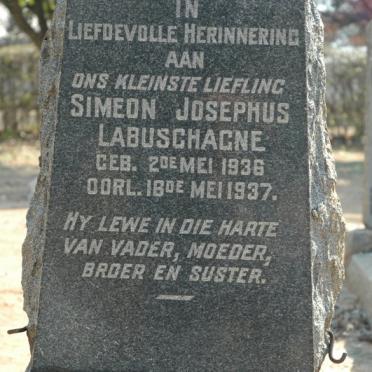 IN
LIEFDEVOLLE HERINNERING
AAN
ONS KLEINSTE LIEFLING
SIMEON JOSEPHUS
LABUSCHAGNE
GEB. 2DE MEI 1936
OORL. 18DE MEI 1937.
HY LEWE IN DIE HARTE
VAN VADER, MOEDER,
BROER EN SUSTER.